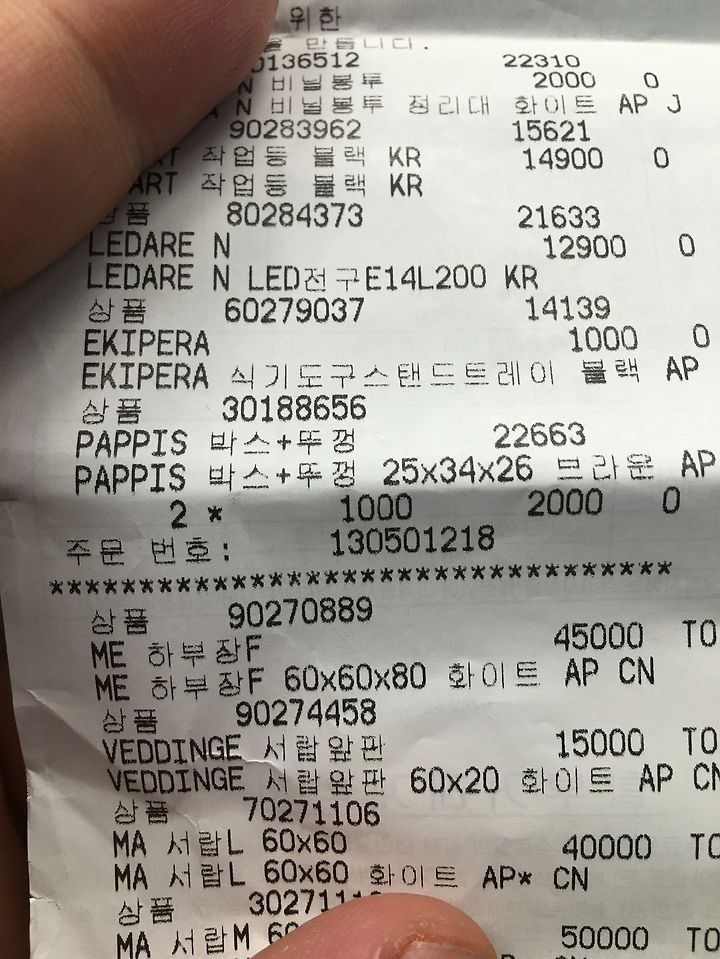 위한
을 만듭니다.
0136512 22310
N 비닐봉투 2000 0
N 비닐봉투 정리대 화이트 AP J
90283962 15621
RT 작업등 블랙 KR 14900 0
ART 작업등 블랙 KR
상품 80284373 21633
LEDARE N 12900 0
LEDARE N LED전구E14L200 KR
상품 60279037 14139
EKIPERA 1000 0
EKIPERA 식기도구스탠드트레이 블랙 AP
상품 30188656
PAPPIS 박스+뚜껑 22663
PAPPIS 박스+뚜껑 25x34x26 브라운 AP
2 * 1000 2000 0
주문 번호: 130501218
**********************************
상품 90270889
ME 하부장F 45000 TO
ME 하부장F 60x60x80 화이트 AP CN
상품 90274458
VEDDINGE 서랍앞판 15000 TO
VEDDINGE 서랍앞판 60x20 화이트 AP CN
상품 70271106
MA 서랍L 60x60 40000 TO
MA 서랍L 60x60 화이트 AP* CN
상품 3027111
MA 서랍M 60 50000 TO